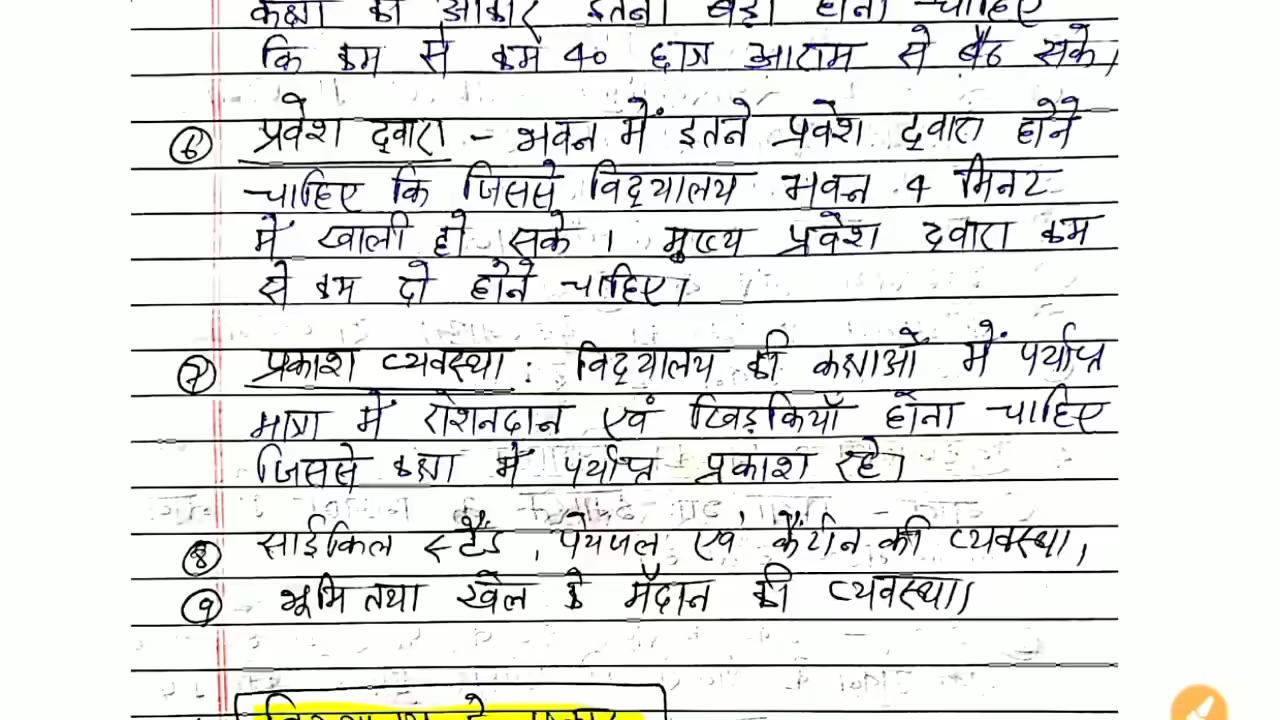 कक्षा का आकार इतना बड़ा होना चाहिए
कि कम से कम 40 छात्र आराम से बैठ सके।
⑥ प्रवेश द्वारा - भवन में इतने प्रवेश द्वारा होने
चाहिए कि जिससे विद्यालय भवन 4 मिनट
में खाली हो सके। मुख्य प्रवेश द्वारा कम
से कम दो होने चाहिए।
⑦ प्रकाश व्यवस्था : विद्यालय की कक्षाओं में पर्याप्त
मात्रा में रोशनदान एवं खिड़कियाँ होना चाहिए
जिससे कक्षा में पर्याप्त प्रकाश रहे।
⑧ साईकिल स्टैंड, पेयजल एवं कैंटीन की व्यवस्था,
⑨ भूमि तथा खेल के मैदान की व्यवस्था।